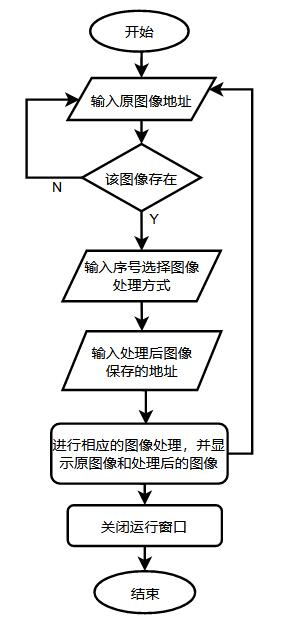 开始
输入原图像地址
该图像存在
N
Y
输入序号选择图像
处理方式
输入处理后图像
保存的地址
进行相应的图像处理，并显
示原图像和处理后的图像
关闭运行窗口
结束